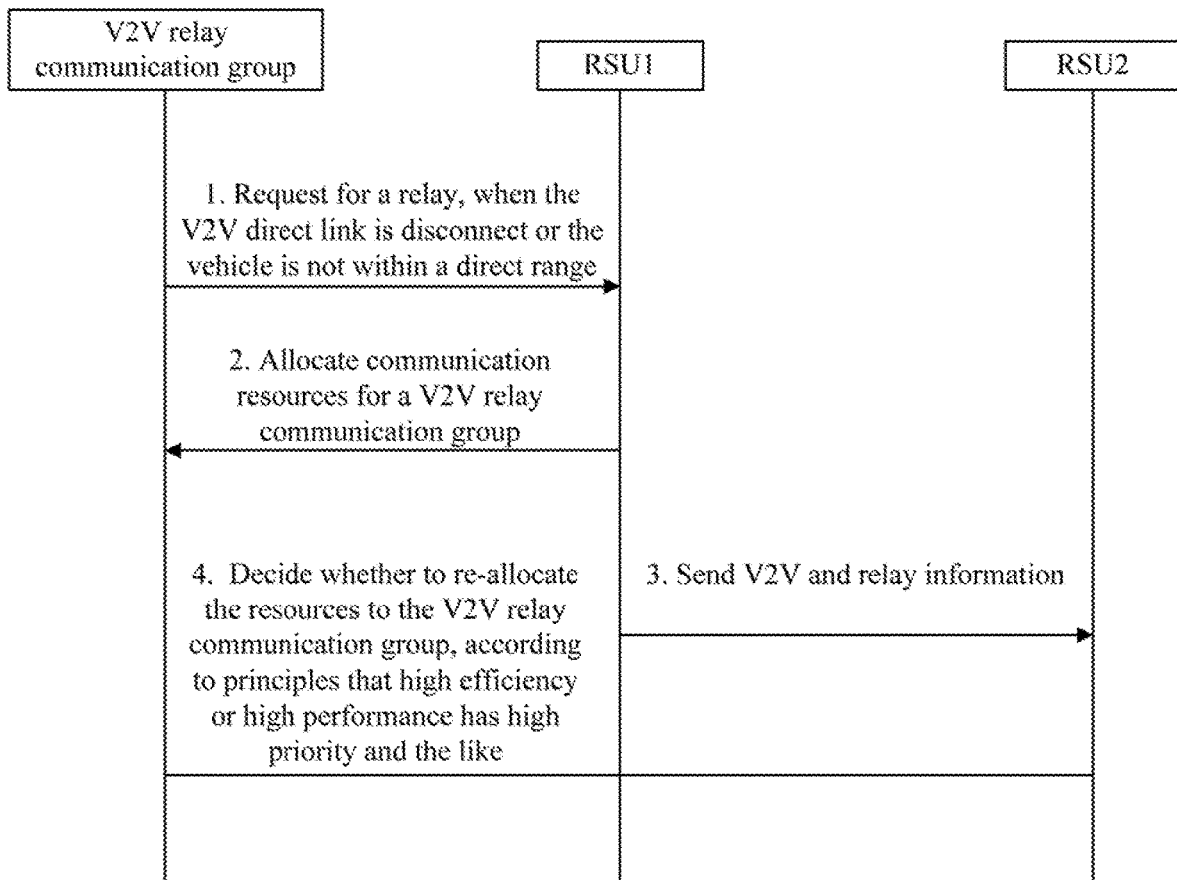 V2V relay
communication group
RSU1
RSU2
1. Request for a relay, when the
V2V direct link is disconnect or the
vehicle is not within a direct range
2. Allocate communication
resources for a V2V relay
communication group
3. Send V2V and relay information
4. Decide whether to re-allocate
the resources to the V2V relay
communication group, according
to principles that high efficiency
or high performance has high
priority and the like